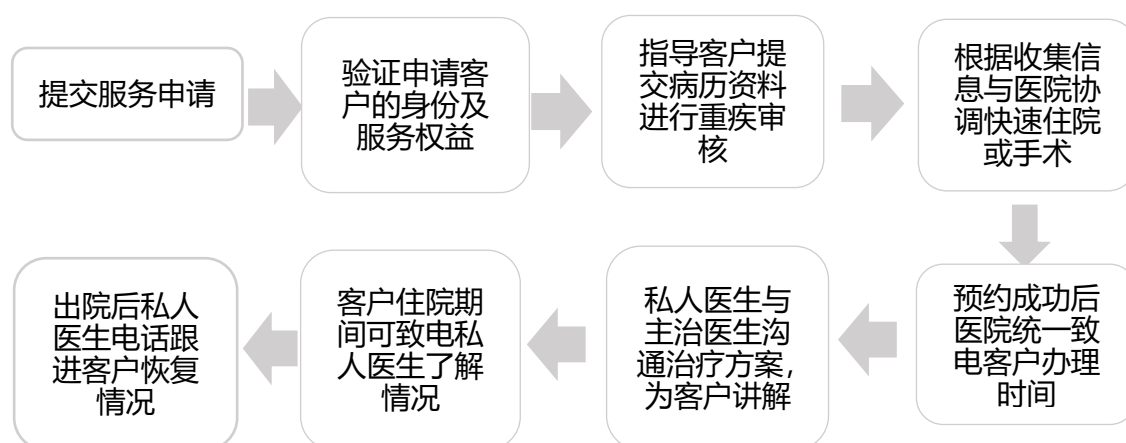 提交服务申请
验证申请客
户的身份及
服务权益
指导客户提
交病历资料
进行重疾审
核
根据收集信
息与医院协
调快速住院
或手术
预约成功后
医院统一致
电客户办理
时间
私人医生与
主治医生沟
通治疗方案，
为客户讲解
客户住院期
间可致电私
人医生了解
情况
出院后私人
医生电话跟
进客户恢复
情况